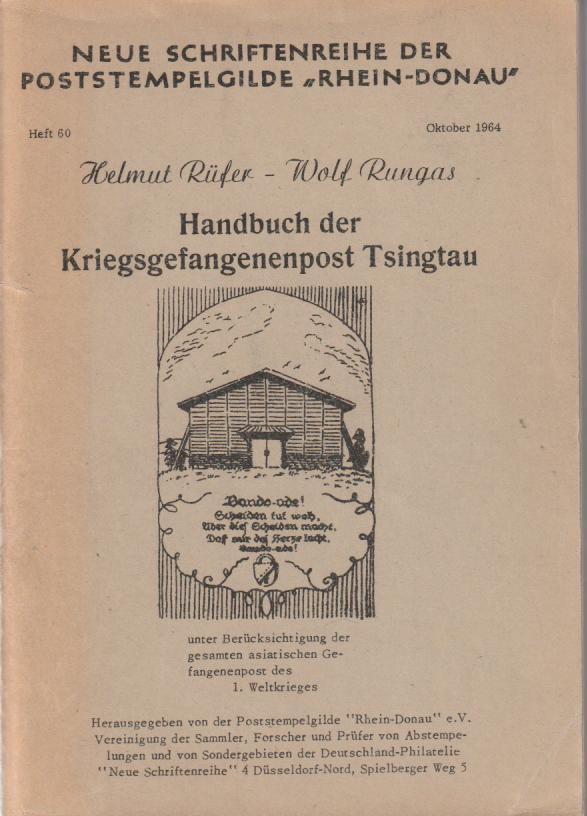 NEUE SCHRIFTENREIHE DER
POSTSTEMPELGILDE „RHEIN-DONAU"
Heft 60
Oktober 1964
Helmut Rüfer - Wolf Rungas
Handbuch der
Kriegsgefangenenpost Tsingtau
Bando-ade!
Scheiden tut weh,
Aber dies Scheiden macht,
Daß mir das Herze lacht,
Bando-ade!
unter Berücksichtigung der
gesamten asiatischen Ge-
fangenenpost des
1. Weltkrieges
Herausgegeben von der Poststempelgilde "Rhein-Donau" e.V.
Vereinigung der Sammler, Forscher und Prüfer von Abstempe-
lungen und von Sondergebieten der Deutschland-Philatelie
"Neue Schriftenreihe" 4 Düsseldorf-Nord, Spielberger Weg 5